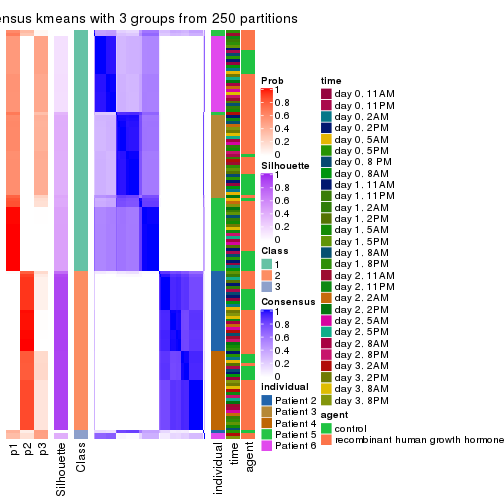 ensus kmeans with 3 groups from 250 partitions
Prob
1
0.8
0.6
0.4
0.2
0
Silhouette
1
0.8
0.6
0.4
0.2
0
Class
1
2
3
Consensus
1
0.8
0.6
0.4
0.2
0
individual
Patient 2
Patient 3
Patient 4
Patient 5
Patient 6
time
day 0. 11AM
day 0. 11PM
day 0. 2AM
day 0. 2PM
day 0. 5AM
day 0. 5PM
day 0. 8 PM
day 0. 8AM
day 1. 11AM
day 1. 11PM
day 1. 2AM
day 1. 2PM
day 1. 5AM
day 1. 5PM
day 1. 8AM
day 1. 8PM
day 2. 11AM
day 2. 11PM
day 2. 2AM
day 2. 2PM
day 2. 5AM
day 2. 5PM
day 2. 8AM
day 2. 8PM
day 3. 2AM
day 3. 2PM
day 3. 8AM
day 3. 8PM
agent
control
recombinant human growth hormone
p1
p2
p3
Silhouette
Class
individual
time
agent